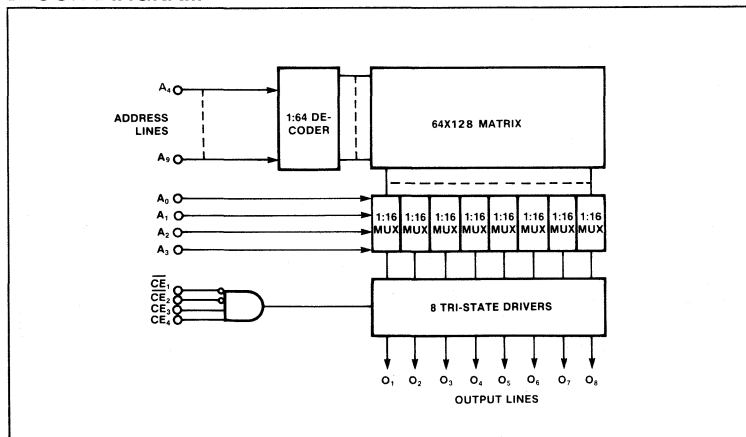 A4
ADDRESS
LINES
A9
1:64 DE-
CODER
64X128 MATRIX
A0
A1
A2
A3
1:16 MUX 1:16 MUX 1:16 MUX 1:16 MUX 1:16 MUX 1:16 MUX 1:16 MUX 1:16 MUX
CE1
CE2
CE3
CE4
8 TRI-STATE DRIVERS
O1 O2 O3 O4 O5 O6 O7 O8
OUTPUT LINES